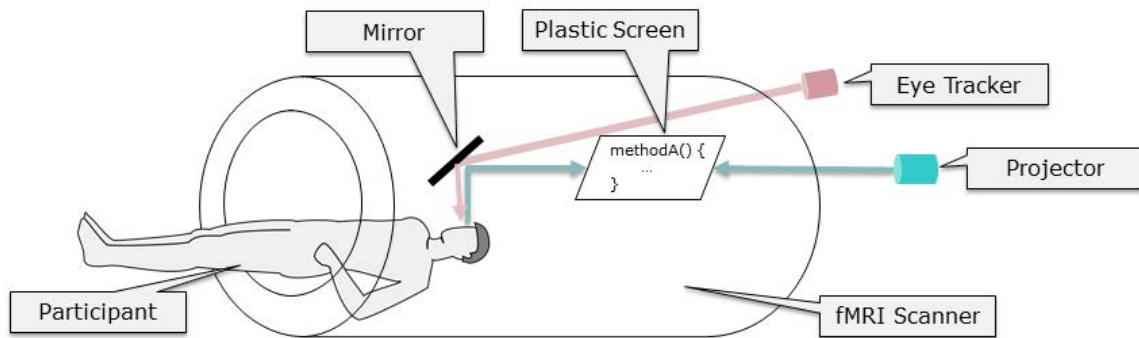 Mirror
Plastic Screen
Eye Tracker
methodA() {
...
}
Projector
Participant
fMRI Scanner